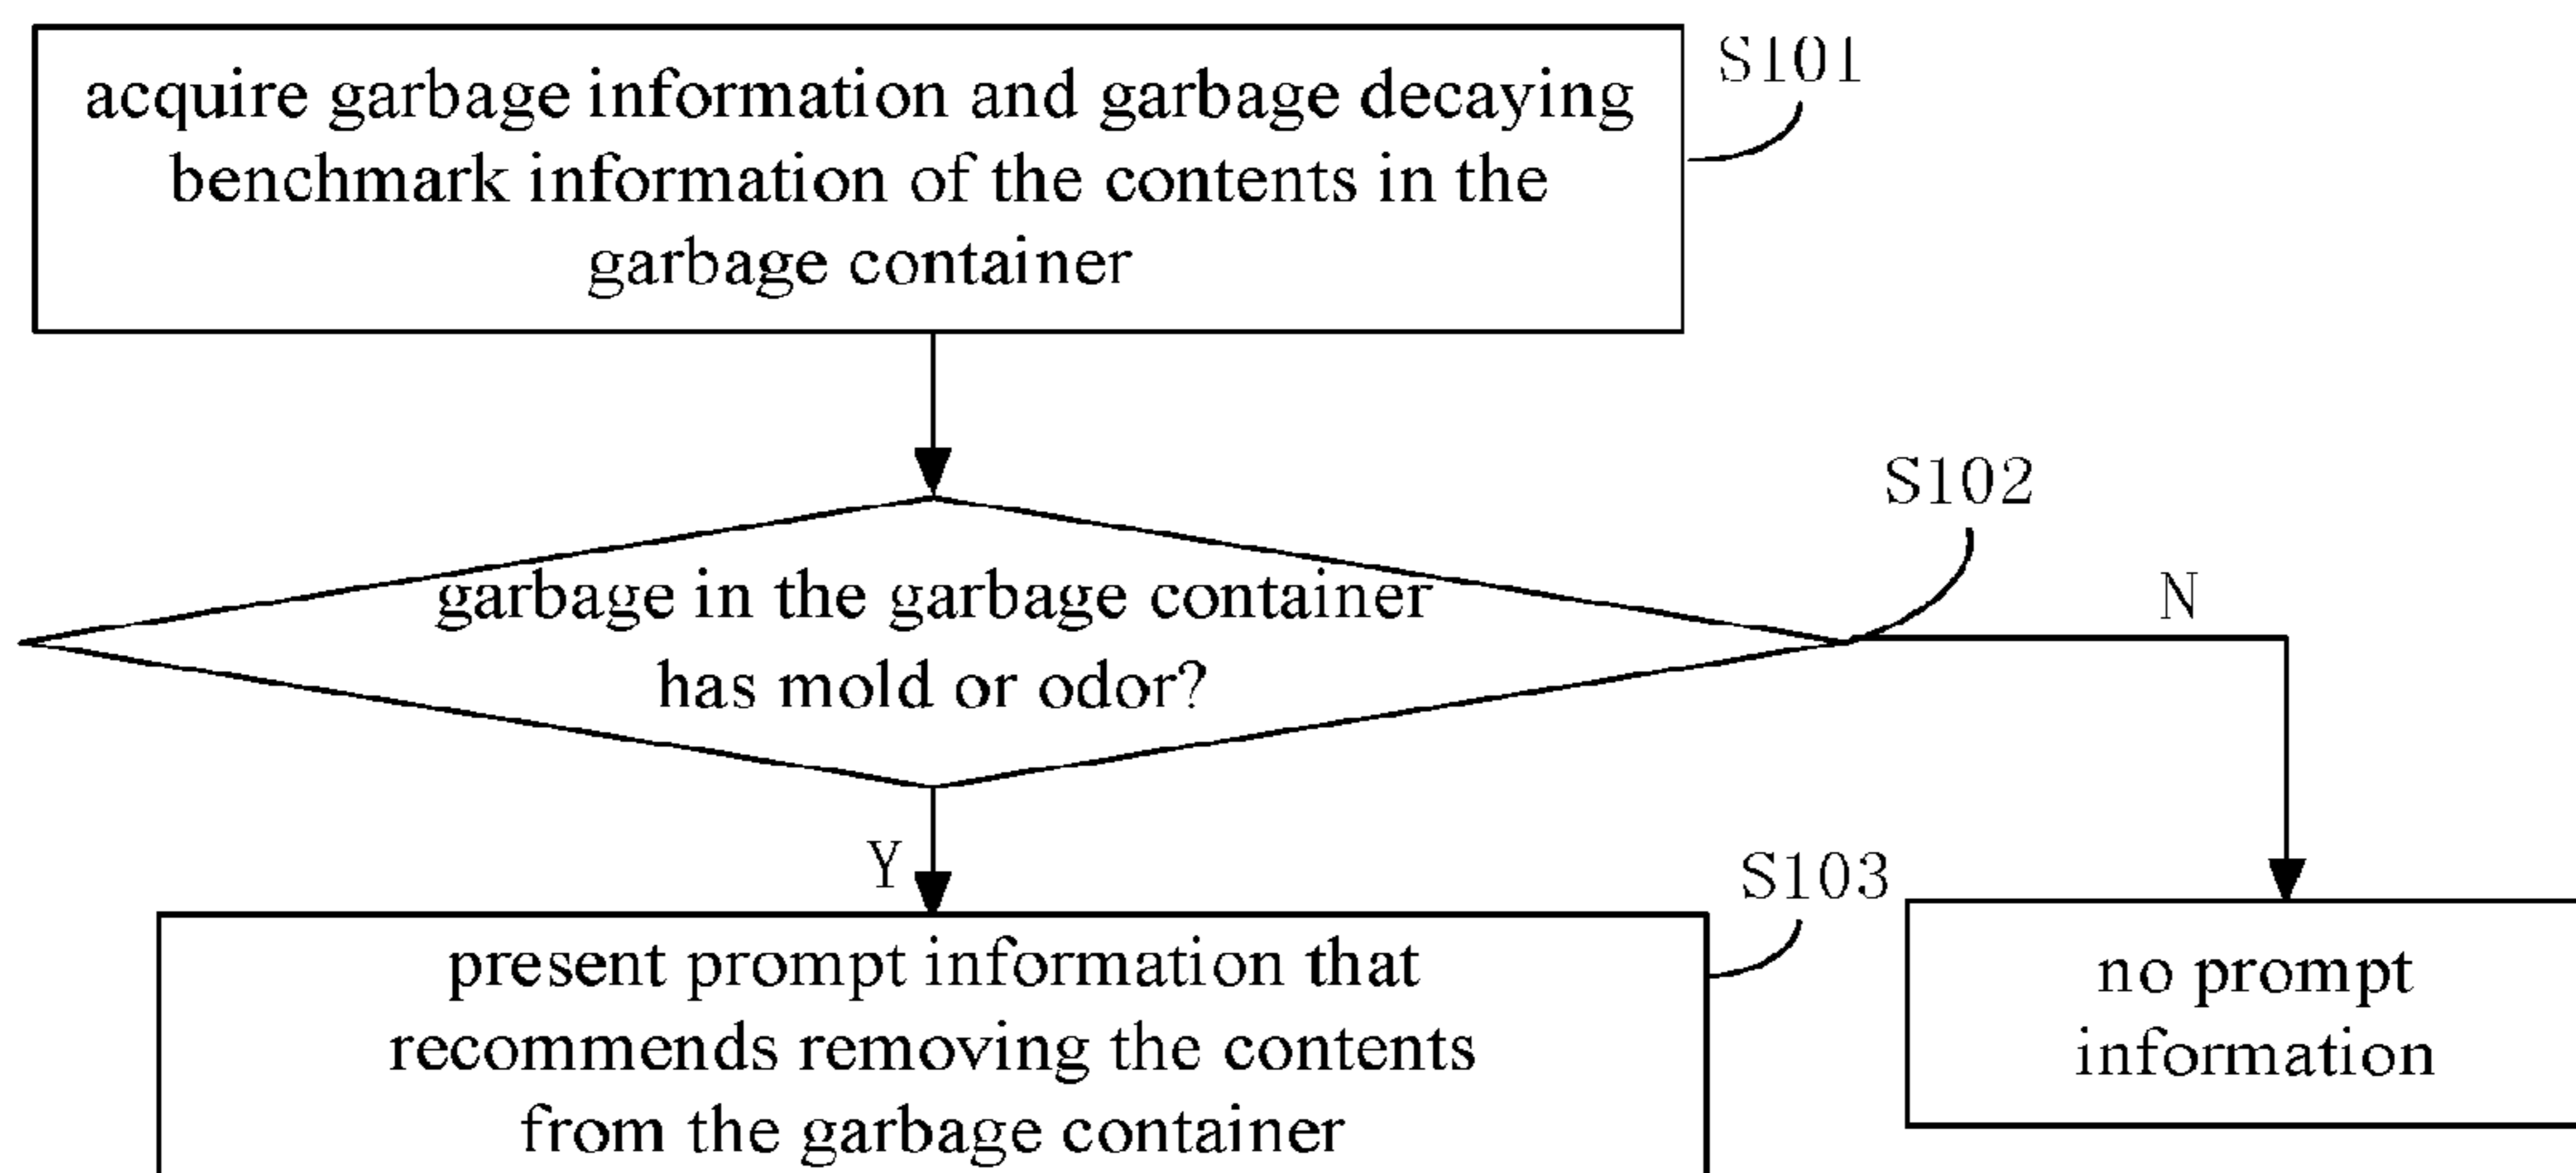 acquire garbage information and garbage decaying
benchmark information of the contents in the
garbage container
S101
garbage in the garbage container
has mold or odor?
S102
N
Y
present prompt information that
recommends removing the contents
from the garbage container
S103
no prompt
information